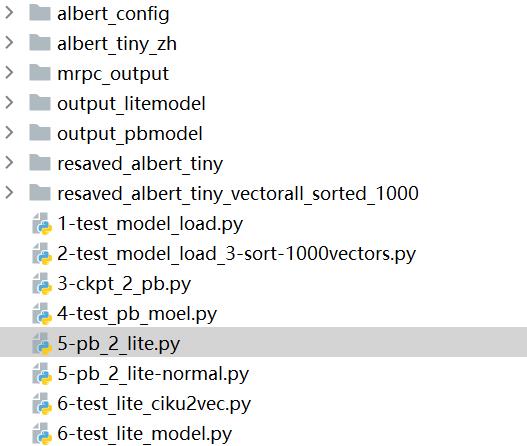 albert_config
albert_tiny_zh
mrpc_output
output_litemodel
output_pbmodel
resaved_albert_tiny
resaved_albert_tiny_vectorall_sorted_1000
1-test_model_load.py
2-test_model_load_3-sort-1000vectors.py
3-ckpt_2_pb.py
4-test_pb_moel.py
5-pb_2_lite.py
5-pb_2_lite-normal.py
6-test_lite_ciku2vec.py
6-test_lite_model.py